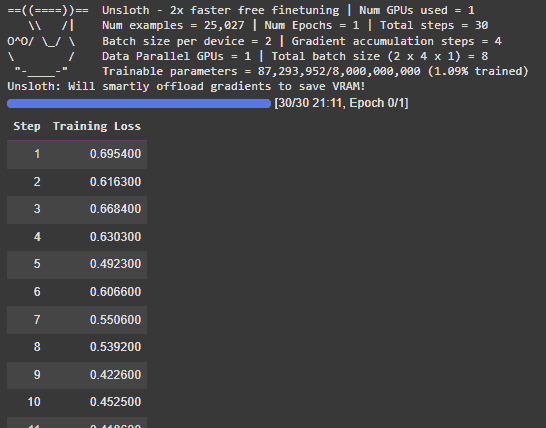 ==((====))==  Unsloth - 2x faster free finetuning | Num GPUs used = 1
   \\   /|    Num examples = 25,027 | Num Epochs = 1 | Total steps = 30
O^O/ \_/ \    Batch size per device = 2 | Gradient accumulation steps = 4
\        /    Data Parallel GPUs = 1 | Total batch size (2 x 4 x 1) = 8
 "-____-"     Trainable parameters = 87,293,952/8,000,000,000 (1.09% trained)
Unsloth: Will smartly offload gradients to save VRAM!
[30/30 21:11, Epoch 0/1]
Step Training Loss
1 0.695400
2 0.616300
3 0.668400
4 0.630300
5 0.492300
6 0.606600
7 0.550600
8 0.539200
9 0.422600
10 0.452500